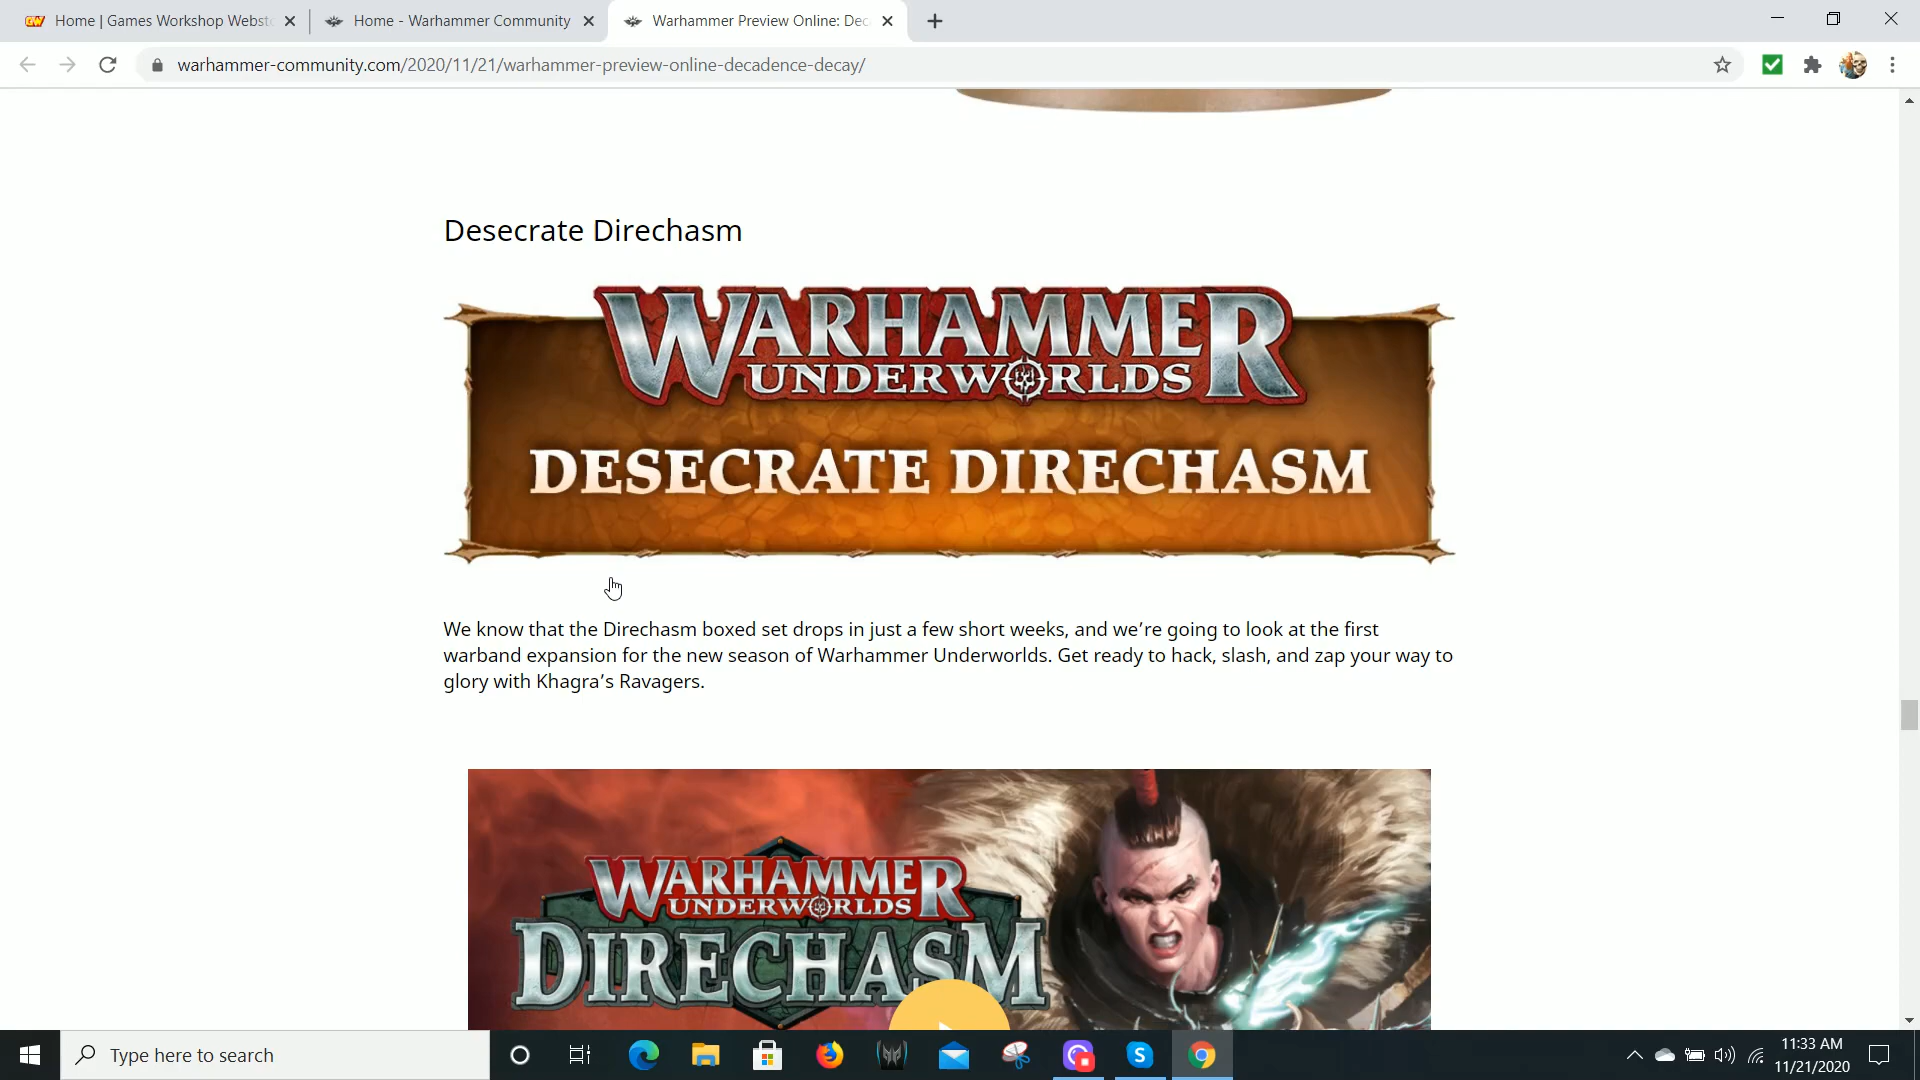 Home | Games Workshop Websto
Home - Warhammer Community
Warhammer Preview Online: Dec
warhammer-community.com/2020/11/21/warhammer-preview-online-decadence-decay/
Desecrate Direchasm
WARHAMMER
UNDERWORLDS
DESECRATE DIRECHASM
We know that the Direchasm boxed set drops in just a few short weeks, and we’re going to look at the first
warband expansion for the new season of Warhammer Underworlds. Get ready to hack, slash, and zap your way to
glory with Khagra’s Ravagers.
WARHAMMER
UNDERWORLDS
DIRECHASM
Type here to search
11:33 AM
11/21/2020